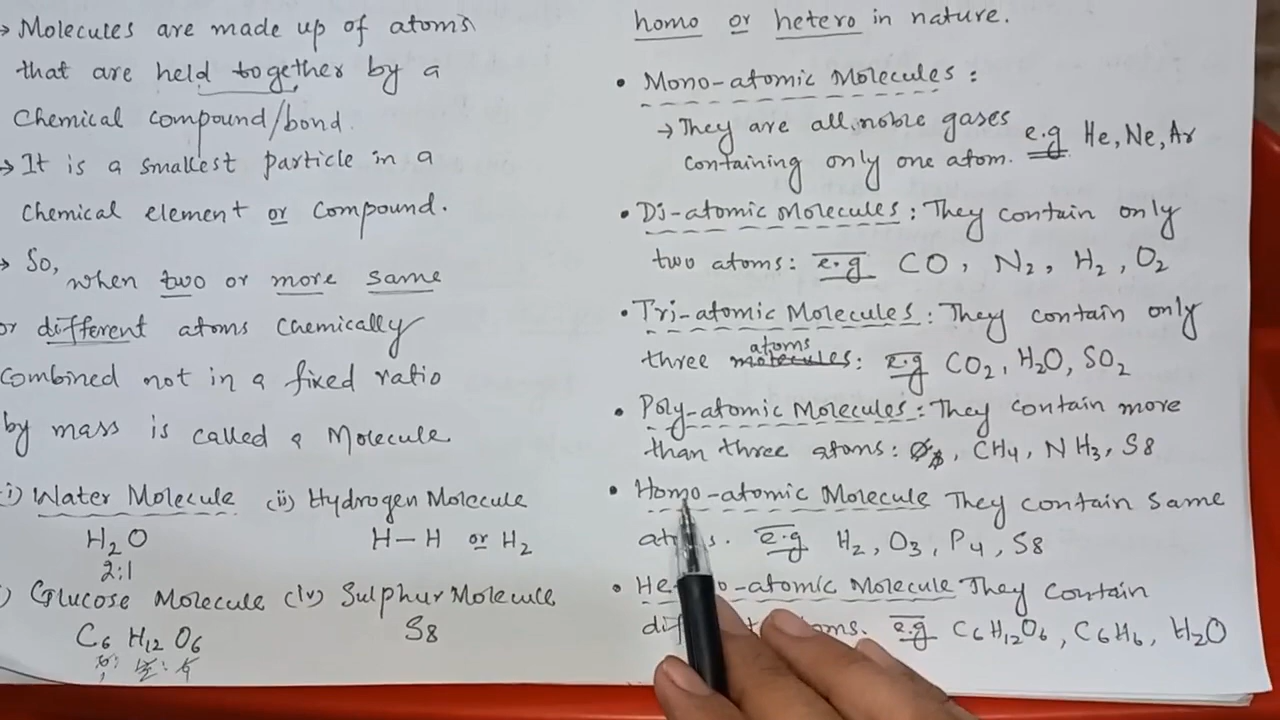 → Molecules are made up of atoms
that are held together by a
Chemical compound/bond.
→ It is a smallest particle in a
Chemical element or Compound.
→ So, when two or more same
or different atoms chemically
Combined not in a fixed ratio
by mass is called a Molecule
i) Water Molecule (ii) Hydrogen Molecule
H2O H–H or H2
2:1
) Glucose Molecule (iv) Sulphur Molecule
C6 H12 O6 S8
homo or hetero in nature.
• Mono-atomic Molecules:
→ They are all noble gases
containing only one atom. e.g He, Ne, Ar
• Di-atomic Molecules: They contain only
two atoms: e.g CO, N2, H2, O2
• Tri-atomic Molecules: They contain only
three molecules atoms: e.g CO2, H2O, SO2
• Poly-atomic Molecules: They contain more
than three atoms: , CH4, NH3, S8
• Homo-atomic Molecule They contain Same
e.g H2, O3, P4, S8
• -atomic Molecule They contain
e.g C6H12O6, C6H6, H2O